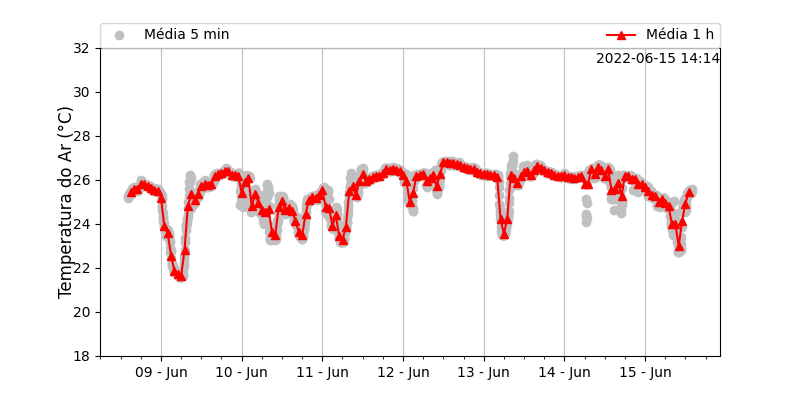 Média 5 min
Média 1 h
2022-06-15 14:14
Temperatura do Ar (°C)
32
30
28
26
24
22
20
18
09 - Jun
10 - Jun
11 - Jun
12 - Jun
13 - Jun
14 - Jun
15 - Jun